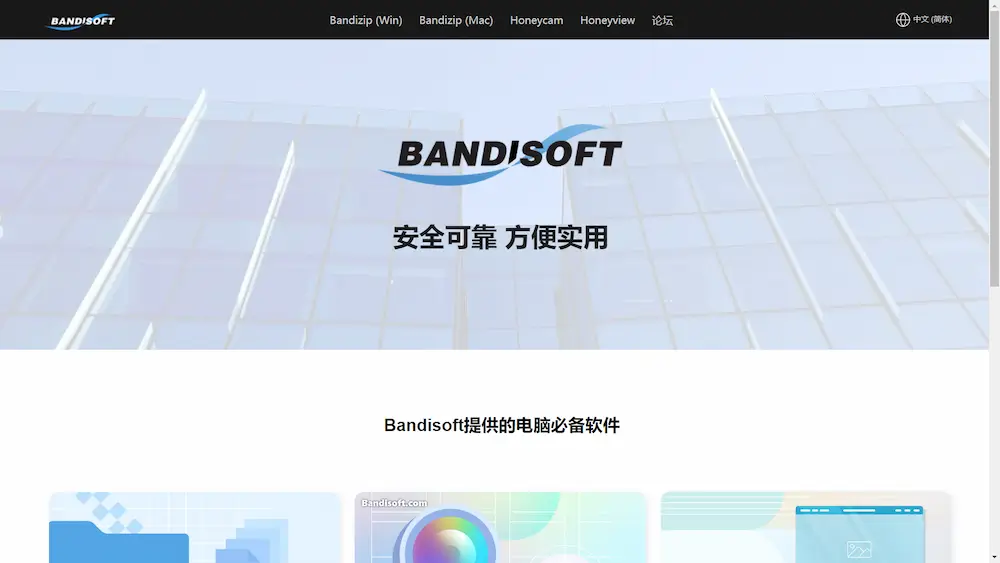 BANDISOFT
Bandizip (Win) Bandizip (Mac) Honeycam Honeyview 论坛
中文 (简体)
BANDISOFT
安全可靠 方便实用
Bandisoft提供的电脑必备软件
Bandisoft.com